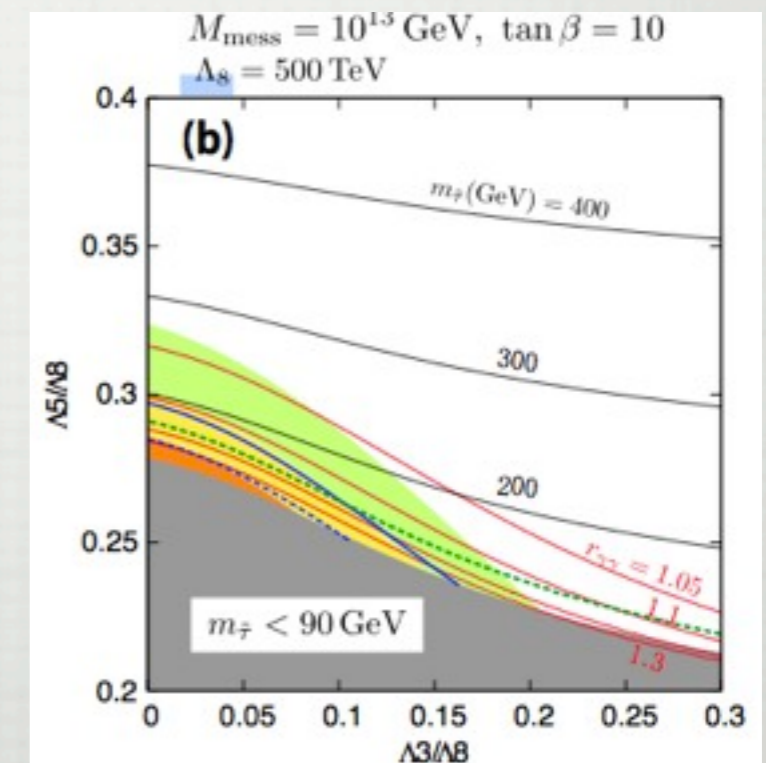 M_mess = 10^13 GeV, tan β = 10
Λ_8 = 500 TeV
0.4
(b)
m_τ̃(GeV) = 400
0.35
300
Λ5/Λ8
0.3
200
0.25
r_γγ = 1.05
1.1
m_τ̃ < 90 GeV
1.3
0.2
0 0.05 0.1 0.15 0.2 0.25 0.3
Λ3/Λ8